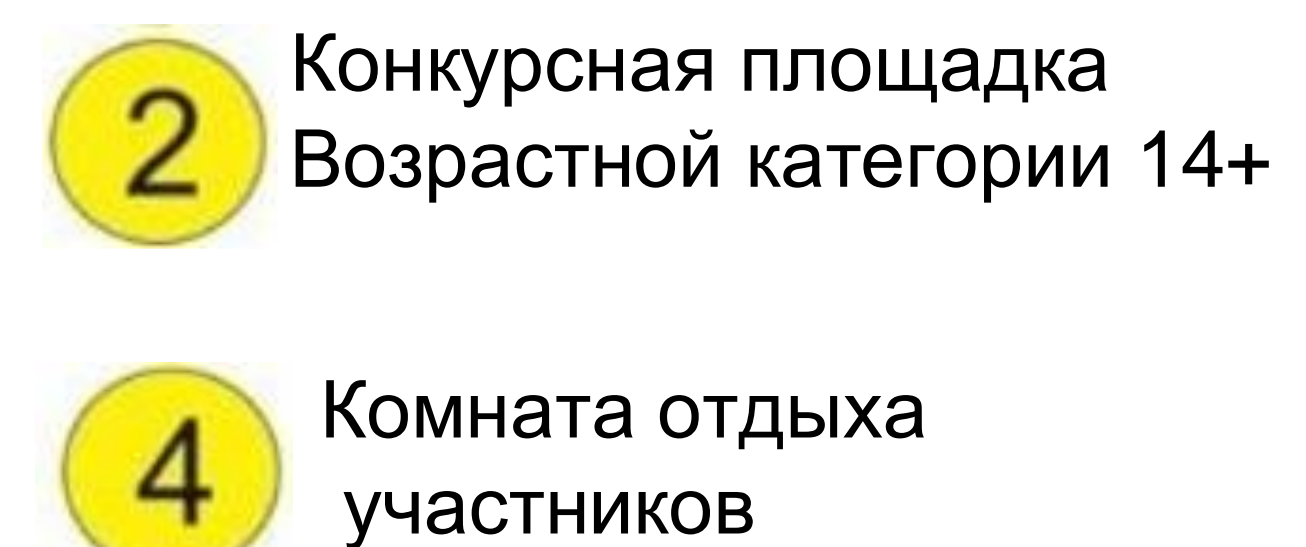 2
Конкурсная площадка
Возрастной категории 14+
4
Комната отдыха
участников